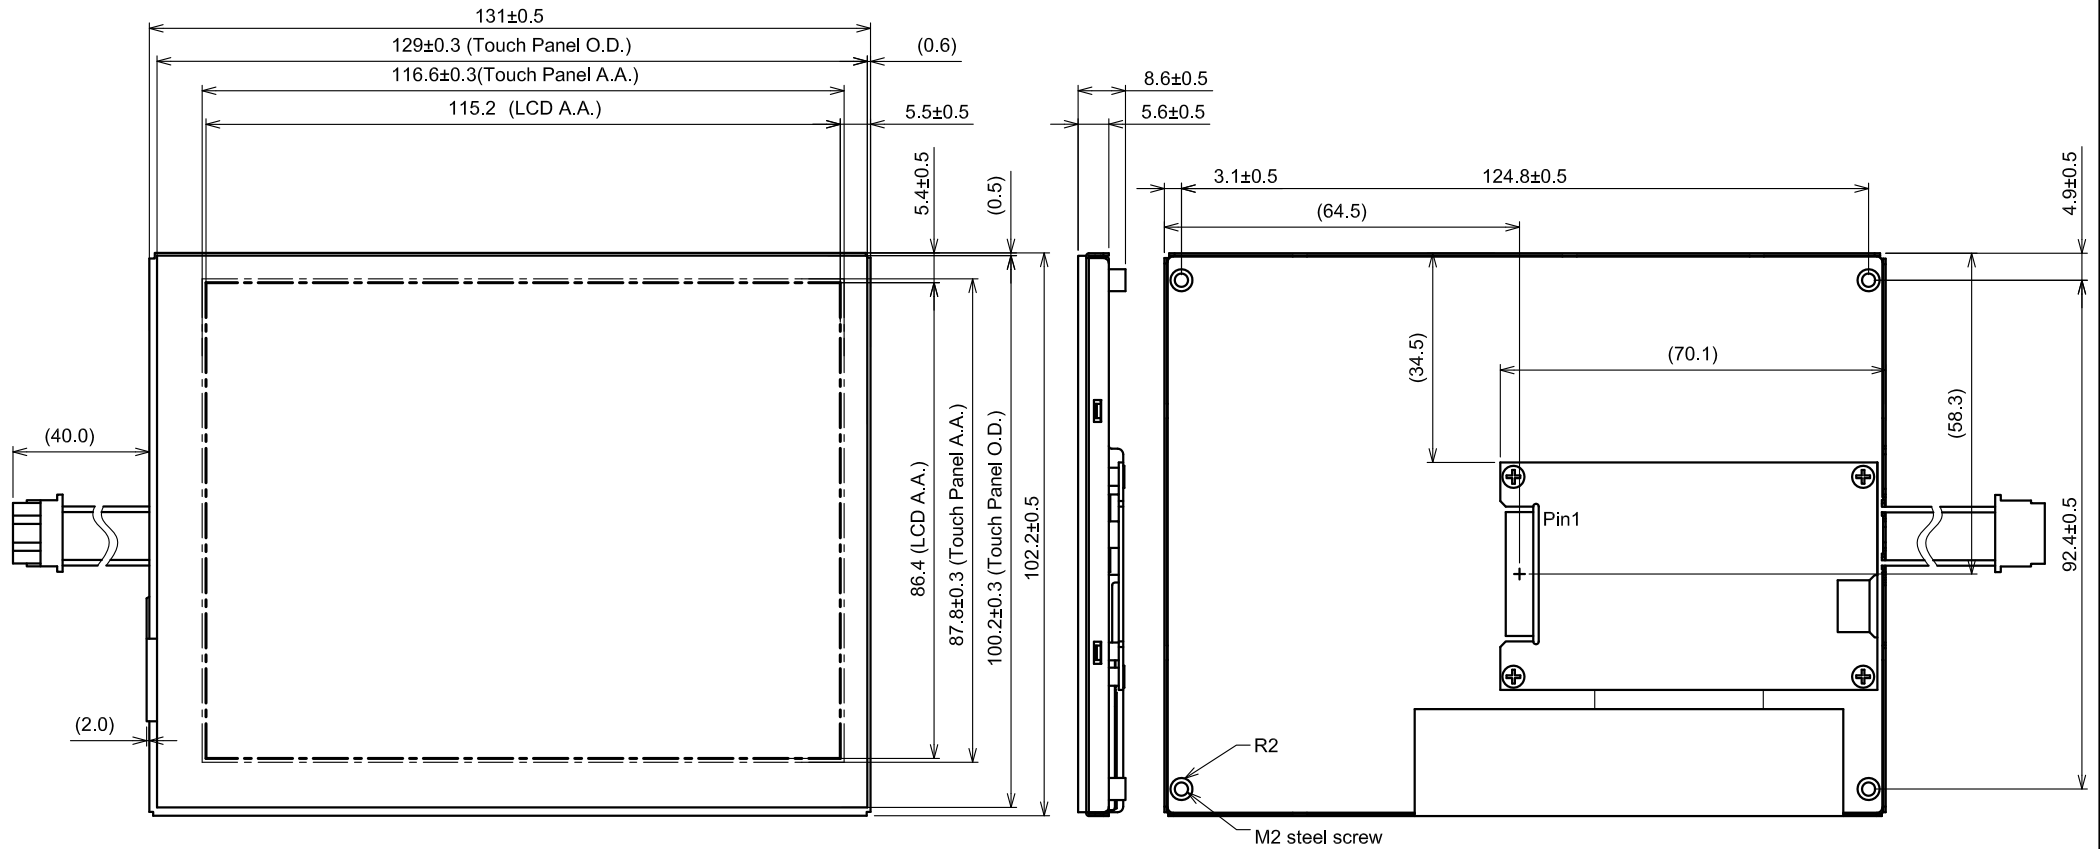 131±0.5
129±0.3 (Touch Panel O.D.)
(0.6)
116.6±0.3(Touch Panel A.A.)
115.2 (LCD A.A.)
5.5±0.5
5.4±0.5
(0.5)
(40.0)
(2.0)
86.4 (LCD A.A.)
87.8±0.3 (Touch Panel A.A.)
100.2±0.3 (Touch Panel O.D.)
102.2±0.5
8.6±0.5
5.6±0.5
3.1±0.5
124.8±0.5
(64.5)
4.9±0.5
(34.5)
(70.1)
(58.3)
92.4±0.5
Pin1
R2
M2 steel screw